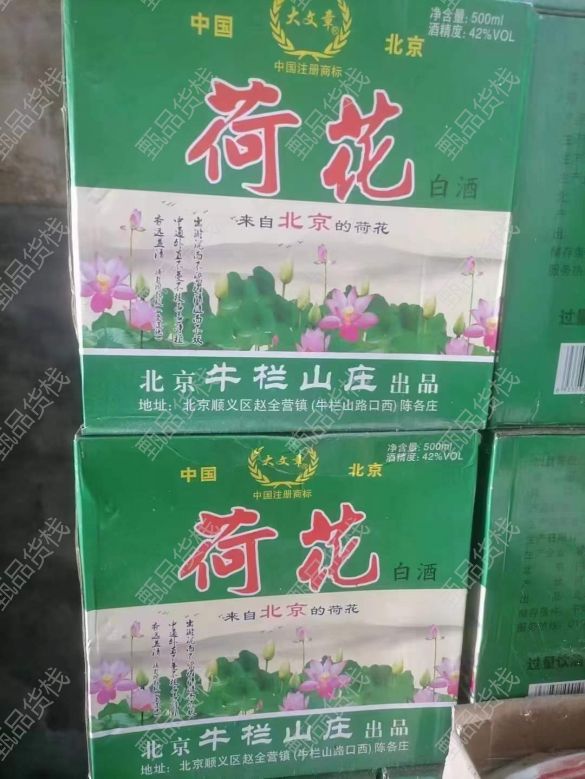 中国
大文章
北京
中国注册商标
净含量: 500ml
酒精度: 42%VOL
荷花
白酒
来自北京的荷花
北京 牛栏山庄 出品
地址: 北京顺义区赵全营镇 (牛栏山路口西) 陈各庄
中国
大文章
北京
中国注册商标
净含量: 500ml
酒精度: 42%VOL
荷花
白酒
来自北京的荷花
北京 牛栏山庄 出品
地址: 北京顺义区赵全营镇 (牛栏山路口西) 陈各庄
过量饮酒
甄品货栈